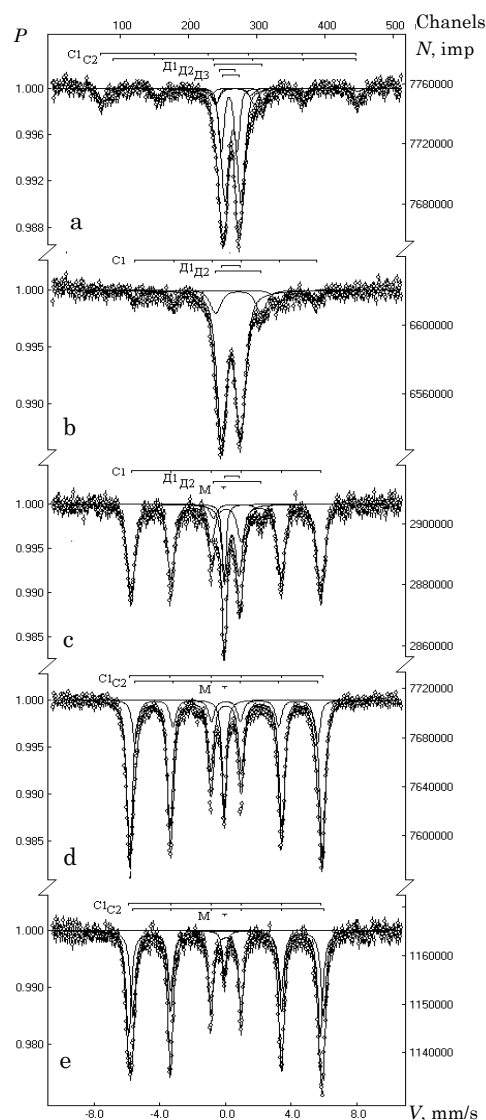 100 200 300 400 500 Chanels
P N, imp
C1 C2
Д1 Д2 Д3
1.000 7760000
0.996 7720000
0.992 7680000
0.988
a
C1
Д1 Д2
1.000
0.995 6600000
0.990 6560000
b
C1
Д1 Д2
M
1.000 2900000
0.995
0.990 2880000
0.985 2860000
c
C1 C2
M
1.000 7720000
0.995 7680000
0.990 7640000
0.985 7600000
d
C1 C2
M
1.000 1160000
0.990 1150000
0.980 1140000
e
-8.0 -4.0 0.0 4.0 8.0 V, mm/s